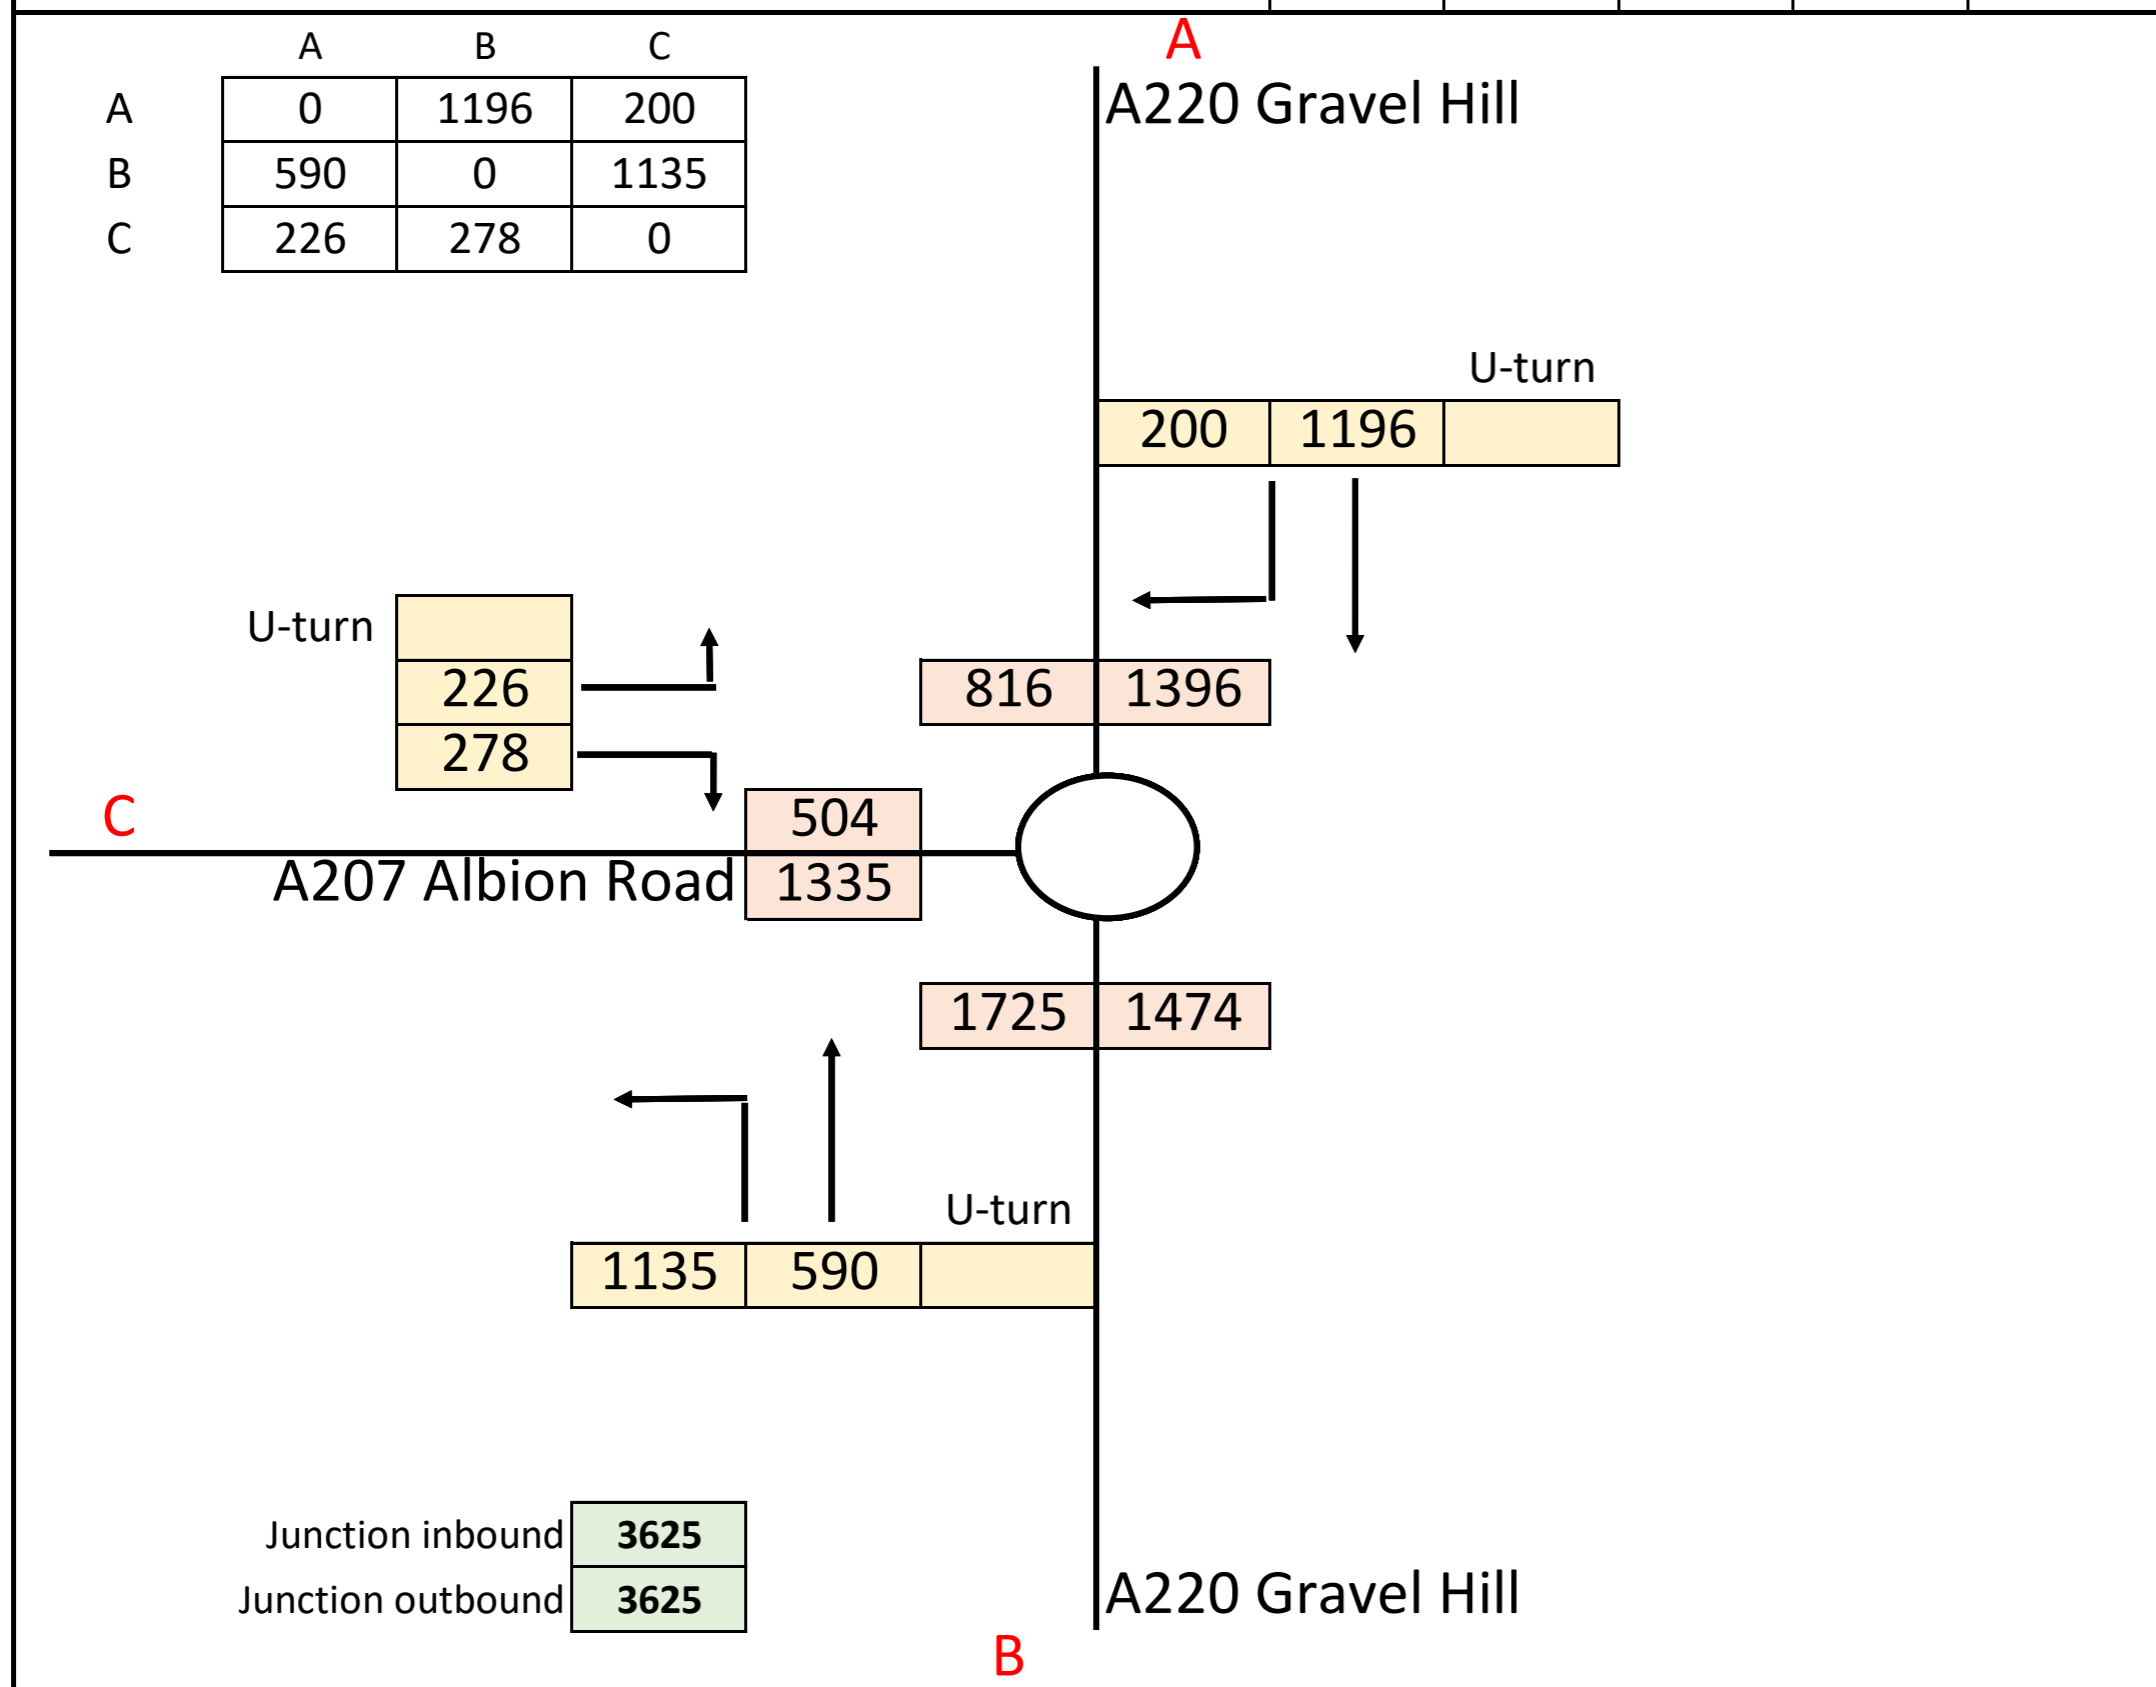 A B C
A 0 1196 200
B 590 0 1135
C 226 278 0
A
A220 Gravel Hill
U-turn
200 1196
U-turn
226
278
816 1396
C
504
A207 Albion Road 1335
1725 1474
U-turn
1135 590
Junction inbound 3625
Junction outbound 3625
A220 Gravel Hill
B